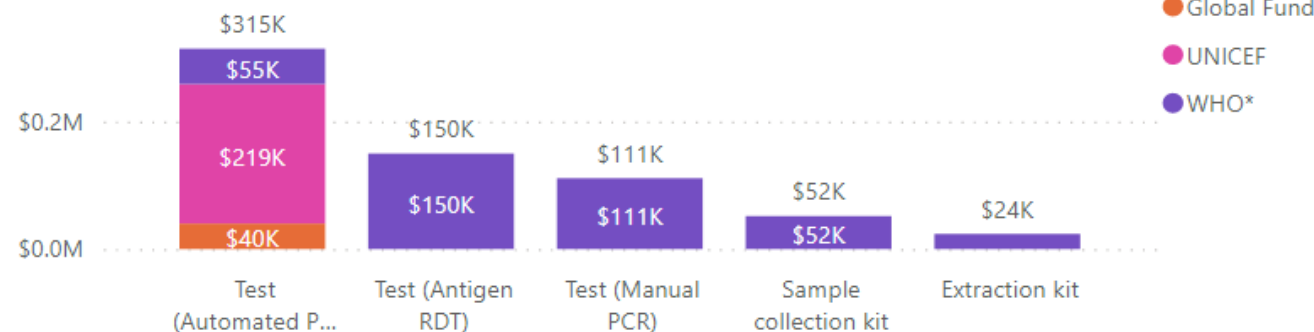 $315K
Global Fund
$55K
UNICEF
WHO*
$0.2M
$150K
$219K
$111K
$150K
$52K
$24K
$111K
$40K
$52K
$0.0M
Test
(Automated P...
Test (Antigen
RDT)
Test (Manual
PCR)
Sample
collection kit
Extraction kit